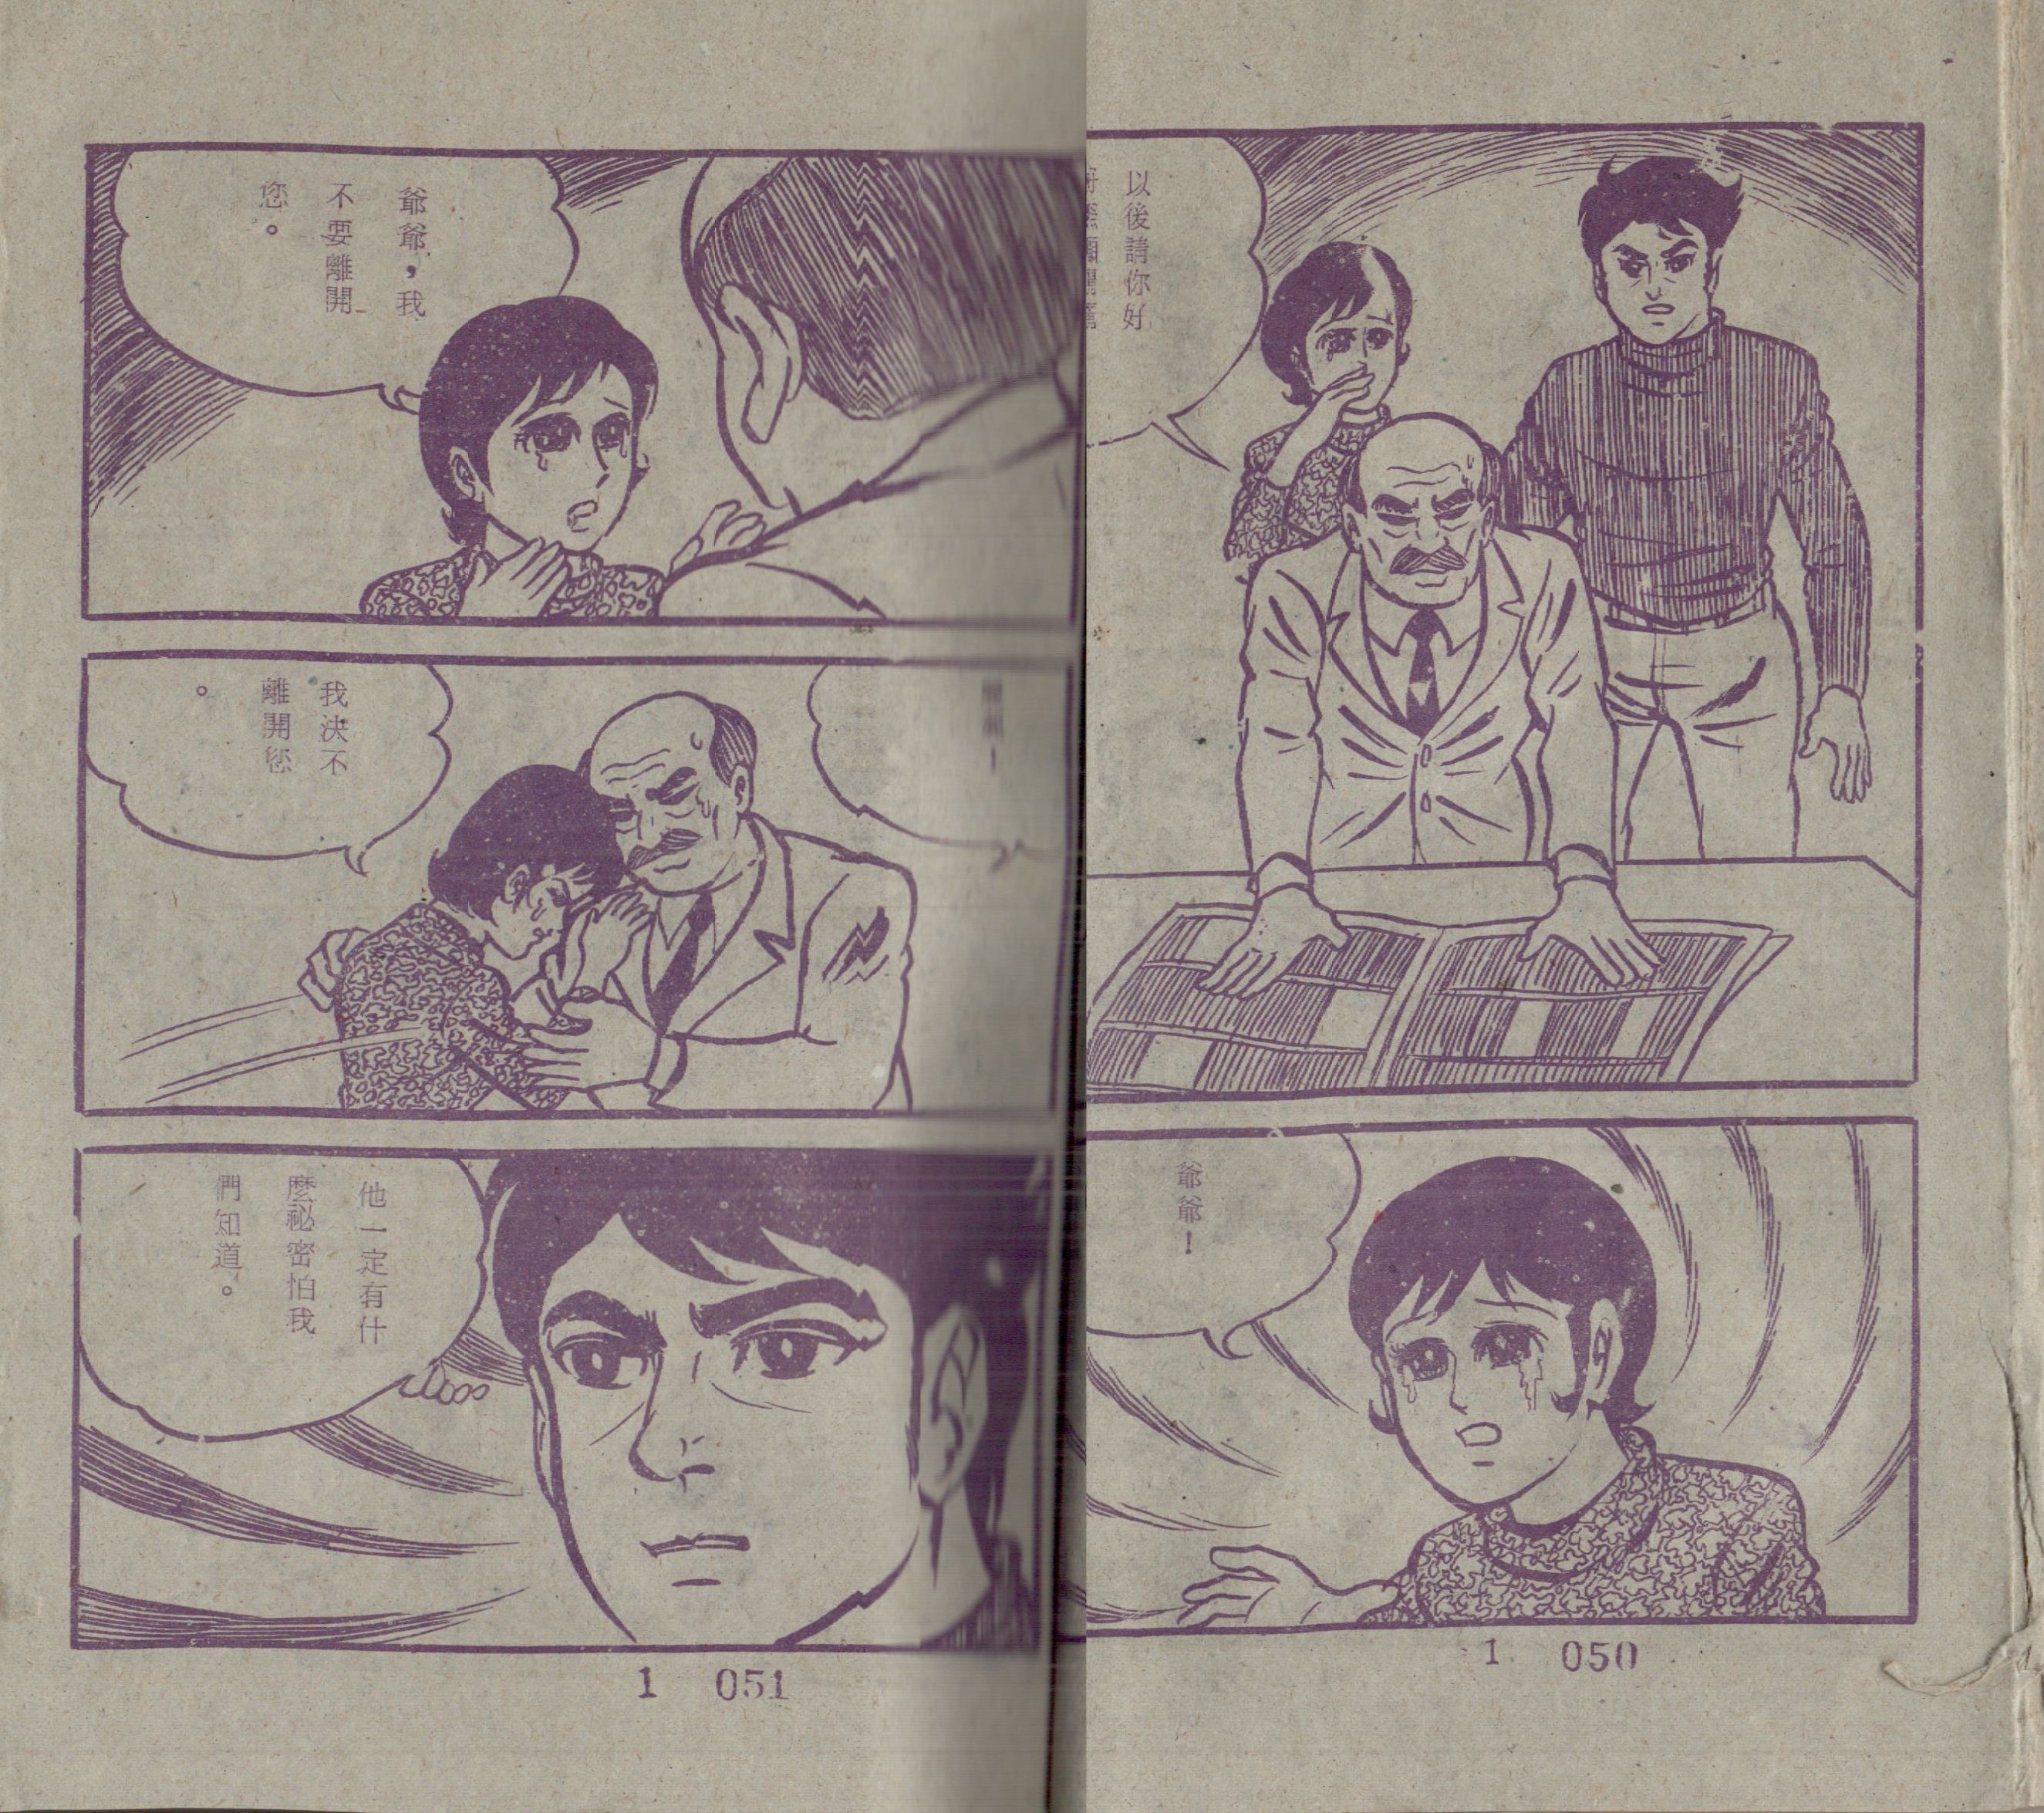 以後請你好
爺爺！
1 050
爺爺，我
不要離開
您。
我決不
離開您
。
他一定有什
麼祕密怕我
們知道。
1 051